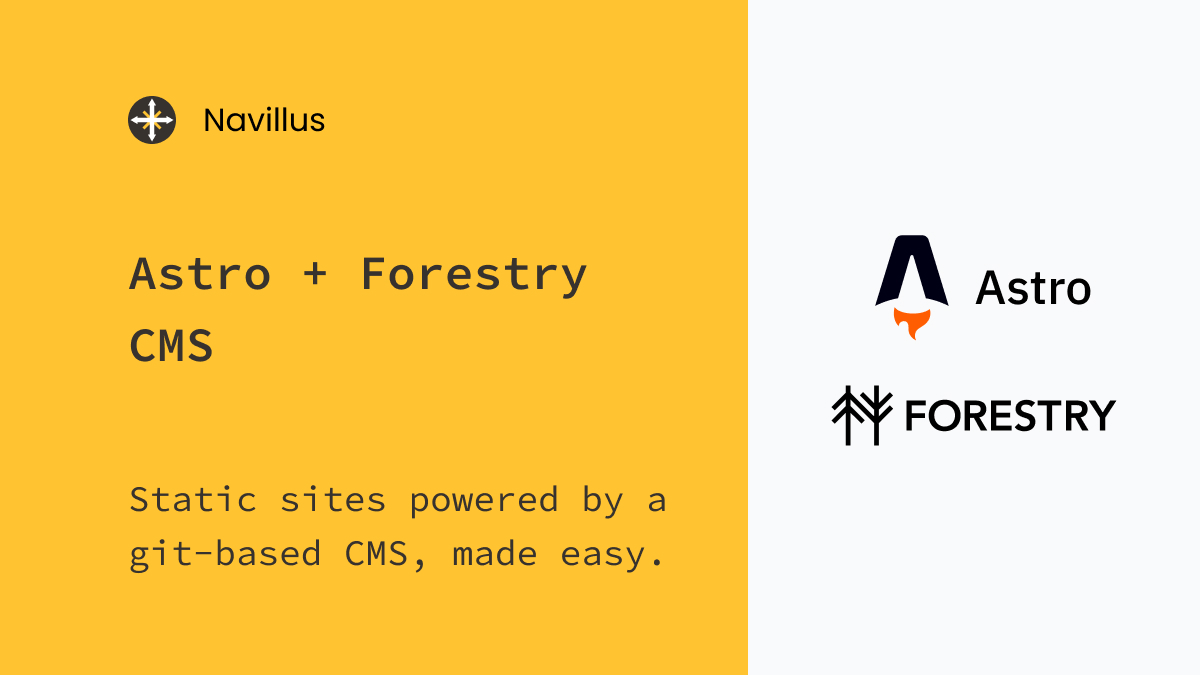 Navillus
Astro + Forestry
CMS
Static sites powered by a
git-based CMS, made easy.
Astro
FORESTRY